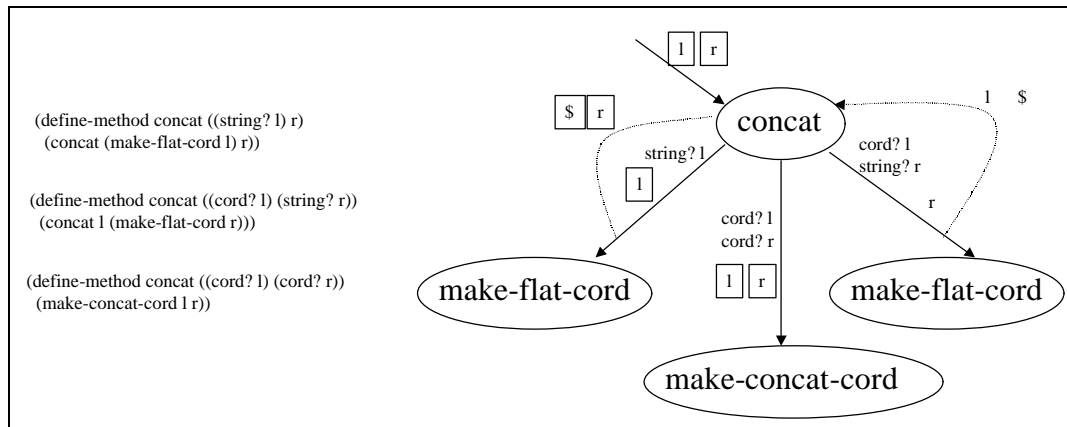 (define-method concat ((string? l) r)
(concat (make-flat-cord l) r))
(define-method concat ((cord? l) (string? r))
(concat l (make-flat-cord r)))
(define-method concat ((cord? l) (cord? r))
(make-concat-cord l r))
l r
$ r
l $
concat
string? l
l
cord? l
string? r
r
cord? l
cord? r
l r
make-flat-cord
make-flat-cord
make-concat-cord